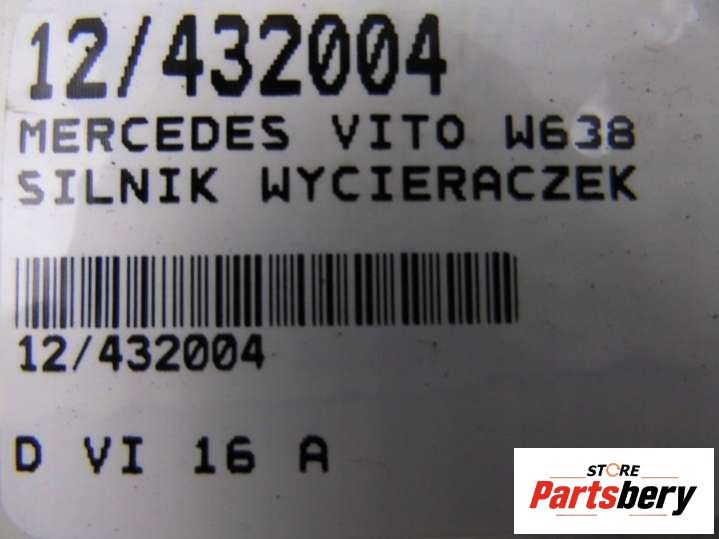 12/432004
MERCEDES VITO W638
SILNIK WYCIERACZEK
12/432004
D VI 16 A
STORE
Partsbery